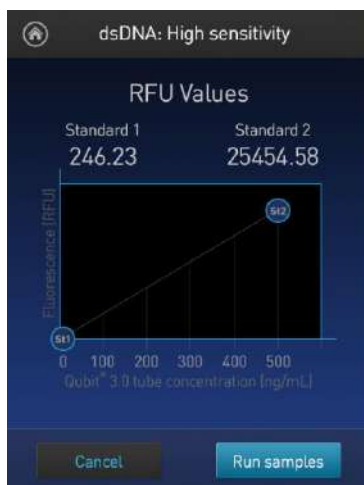 dsDNA: High sensitivity
RFU Values
Standard 1 Standard 2
246.23 25454.58
Fluorescence [RFU]
St2
St1
0 100 200 300 400 500
Qubit® 3.0 tube concentration [ng/mL]
Cancel Run samples